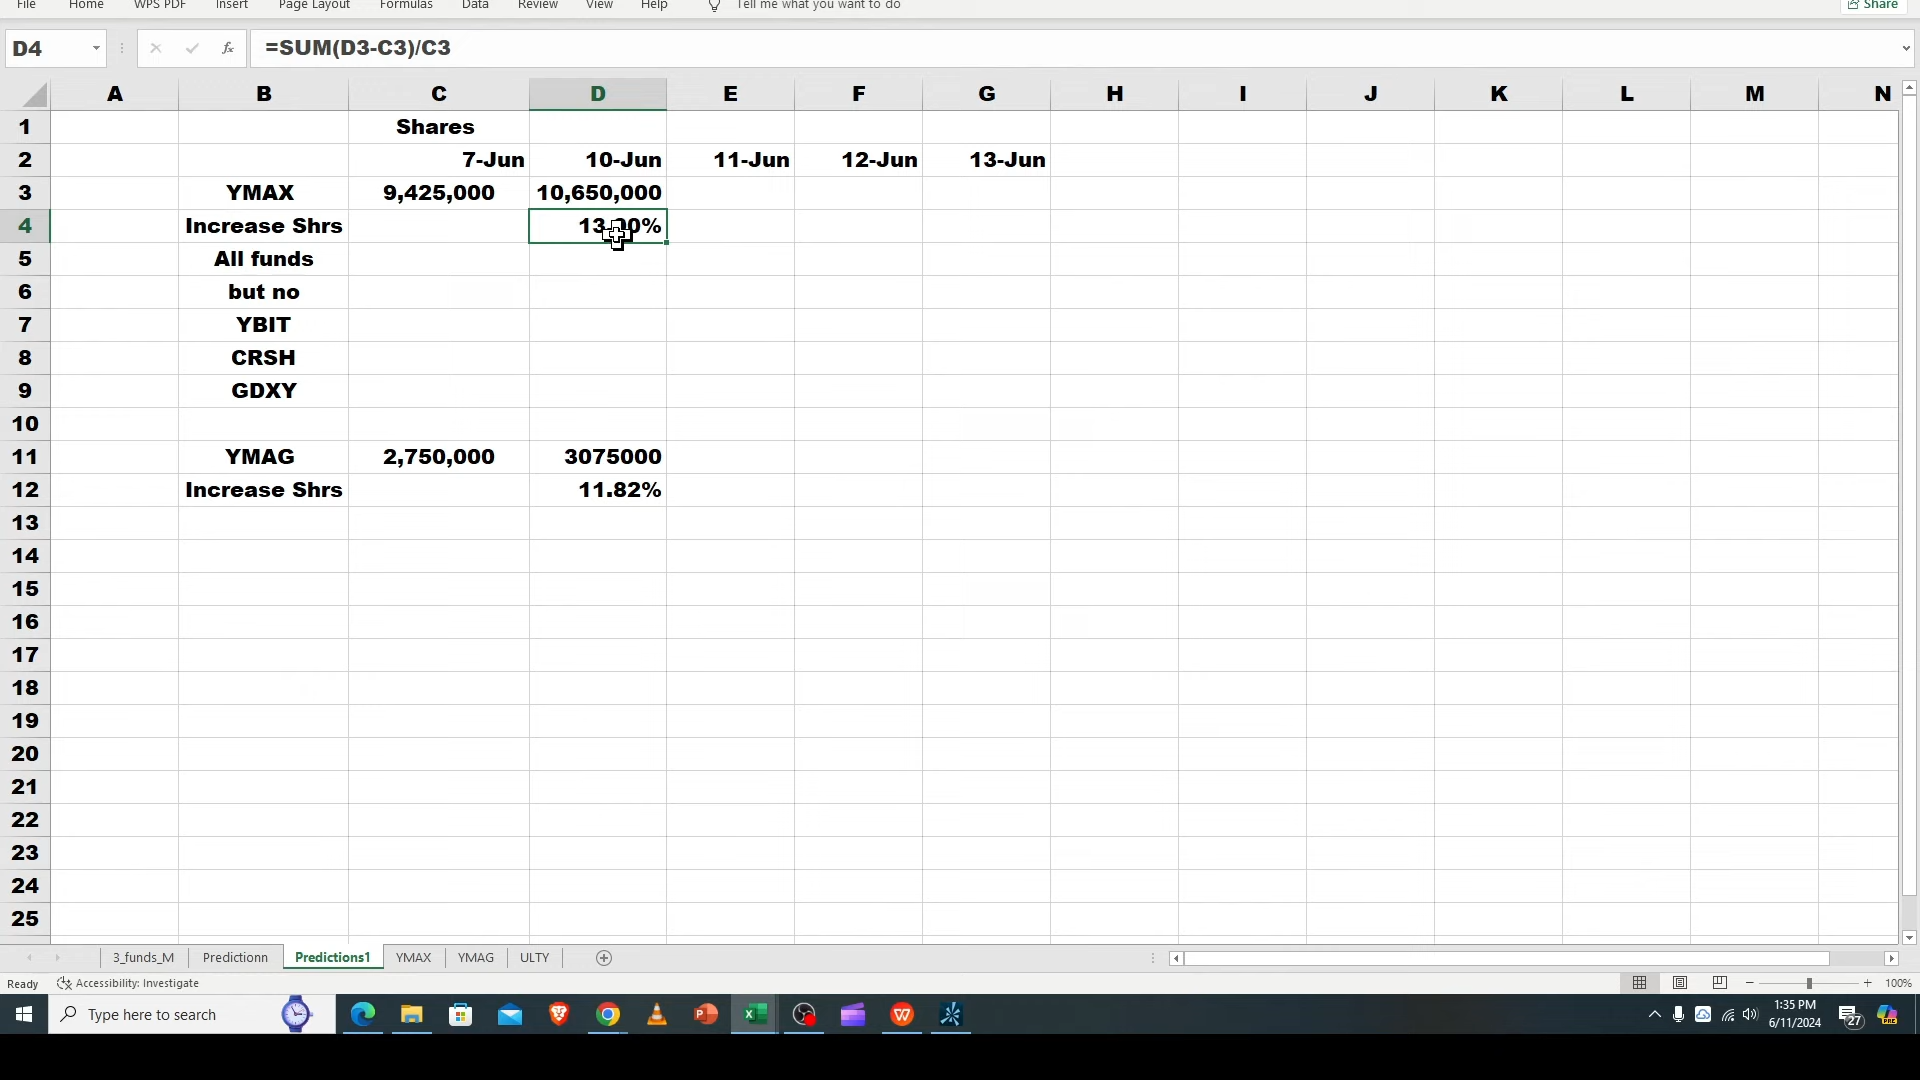 File Home WPS PDF Insert Page Layout Formulas Data Review View Help Tell me what you want to do Share
D4 fx =SUM(D3-C3)/C3
A B C D E F G H I J K L M N
1 Shares
2 7-Jun 10-Jun 11-Jun 12-Jun 13-Jun
3 YMAX 9,425,000 10,650,000
4 Increase Shrs 13.00%
5 All funds
6 but no
7 YBIT
8 CRSH
9 GDXY
10
11 YMAG 2,750,000 3075000
12 Increase Shrs 11.82%
13
14
15
16
17
18
19
20
21
22
23
24
25
3_funds_M Predictionn Predictions1 YMAX YMAG ULTY
Ready Accessibility: Investigate 100%
Type here to search
1:35 PM
6/11/2024
27